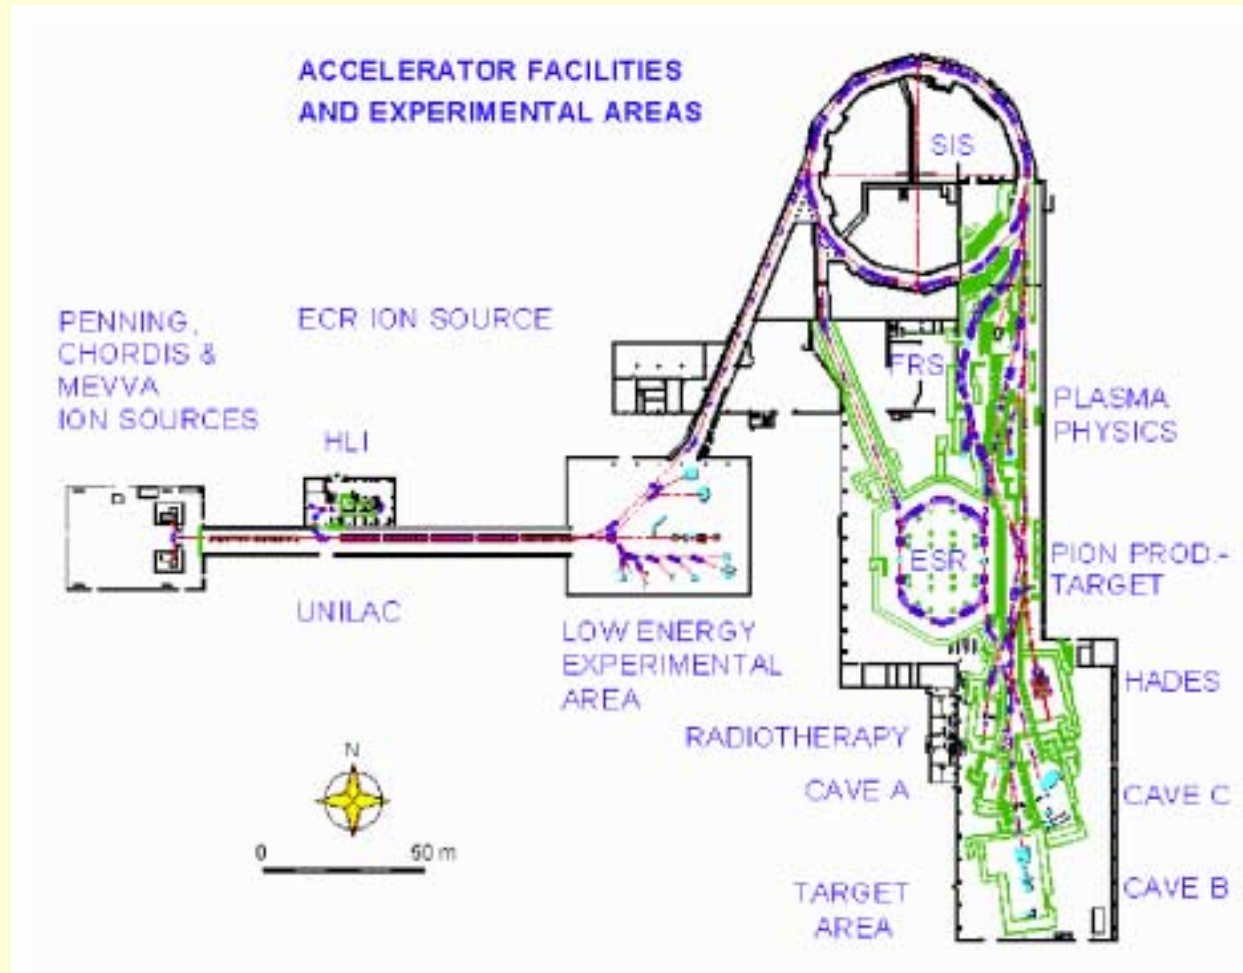 ACCELERATOR FACILITIES
AND EXPERIMENTAL AREAS
SIS
PENNING,
CHORDIS &
MEVVA
ION SOURCES
ECR ION SOURCE
HLI
UNILAC
FRS
PLASMA
PHYSICS
ESR
PION PROD.-
TARGET
LOW ENERGY
EXPERIMENTAL
AREA
HADES
RADIOTHERAPY
CAVE A
CAVE C
N
0 50 m
TARGET
AREA
CAVE B